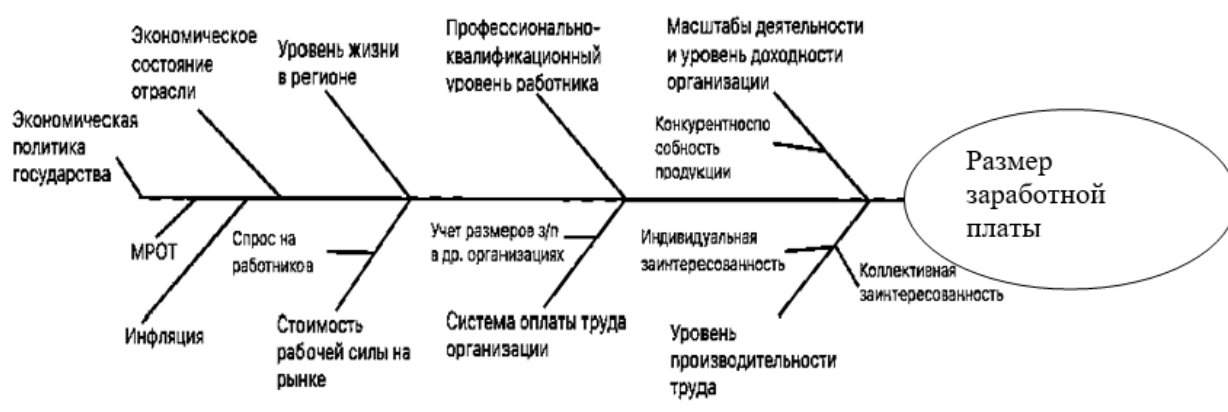 Экономическое
состояние
отрасли
Уровень жизни
в регионе
Профессионально-
квалификационный
уровень работника
Масштабы деятельности
и уровень доходности
организации
Экономическая
политика
государства
Конкурентноспо
собность
продукции
Размер
заработной
платы
МРОТ
Спрос на
работников
Учет размеров з/п
в др. организациях
Индивидуальная
заинтересованность
Коллективная
заинтересованность
Инфляция
Стоимость
рабочей силы на
рынке
Система оплаты труда
организации
Уровень
производительности
труда